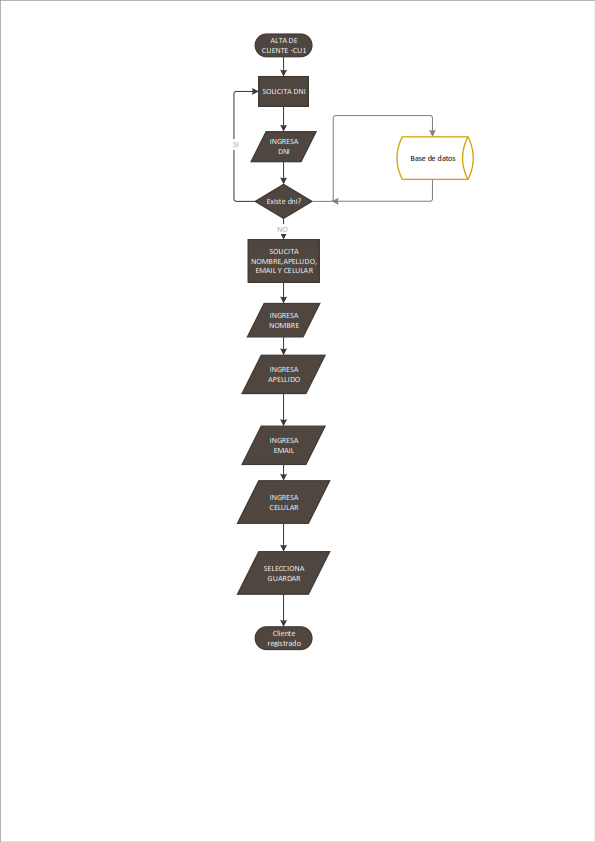 ALTA DE
CLIENTE -CU1
SOLICITA DNI
INGRESA
DNI
SI
Base de datos
Existe dni?
NO
SOLICITA
NOMBRE,APELLIDO,
EMAIL Y CELULAR
INGRESA
NOMBRE
INGRESA
APELLIDO
INGRESA
EMAIL
INGRESA
CELULAR
SELECCIONA
GUARDAR
Cliente
registrado